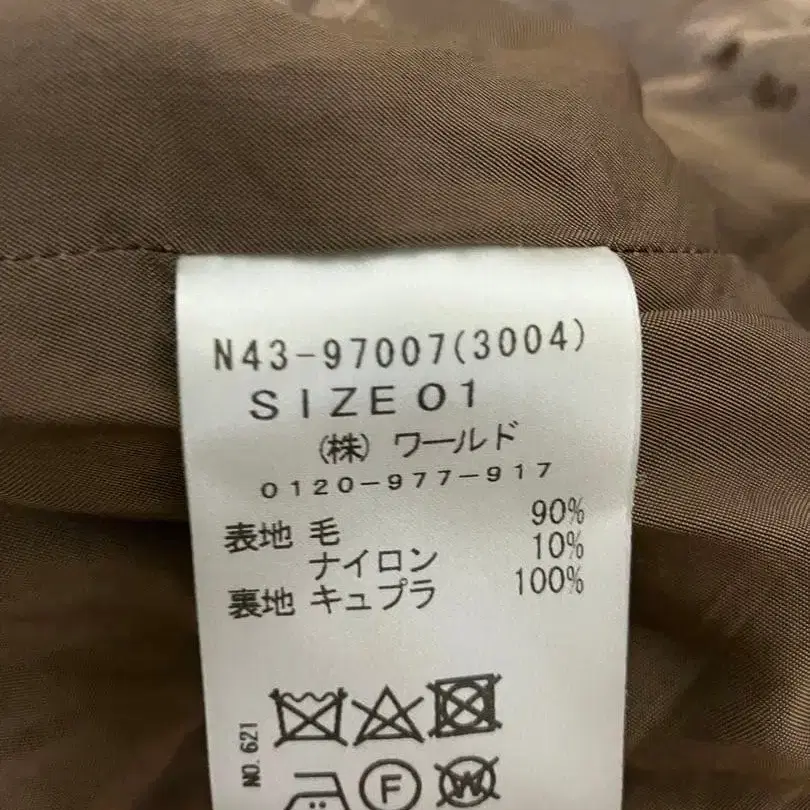 N43-97007(3004)
SIZE 01
(株) ワールド
0120-977-917
表地 毛 90%
ナイロン 10%
裏地 キュプラ 100%
NO. 621
F
W